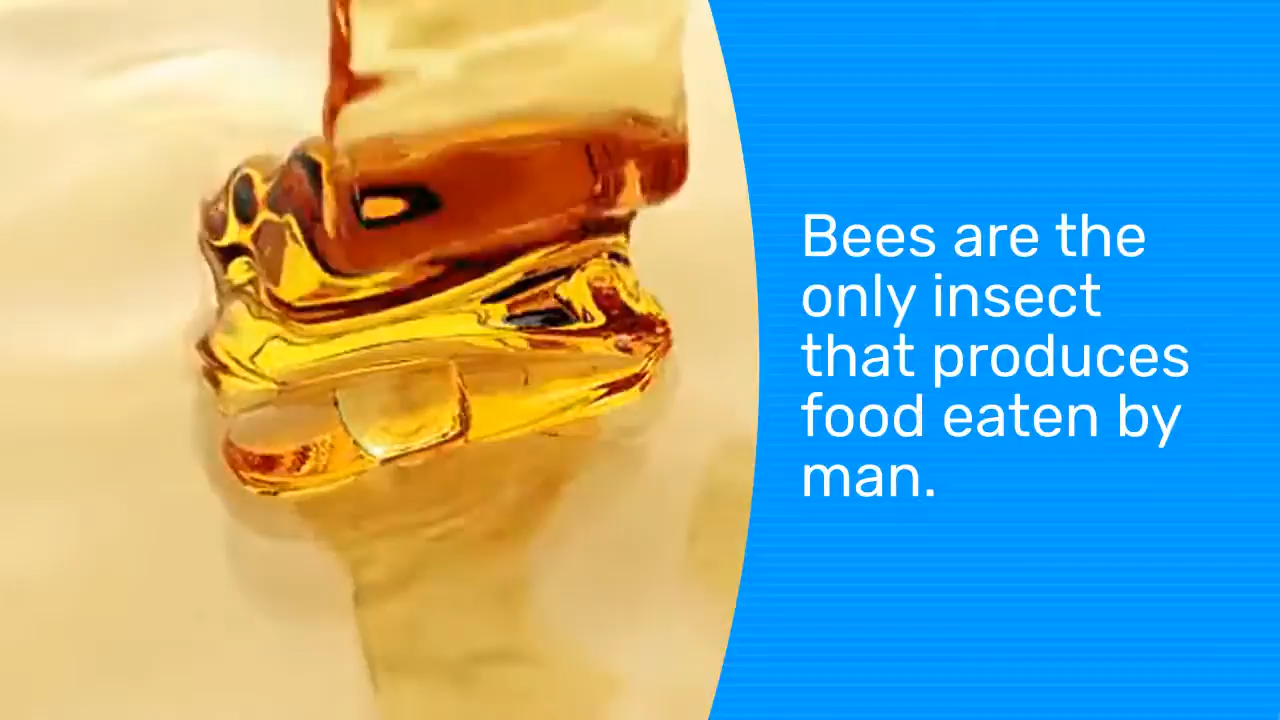 Bees are the
only insect
that produces
food eaten by
man.